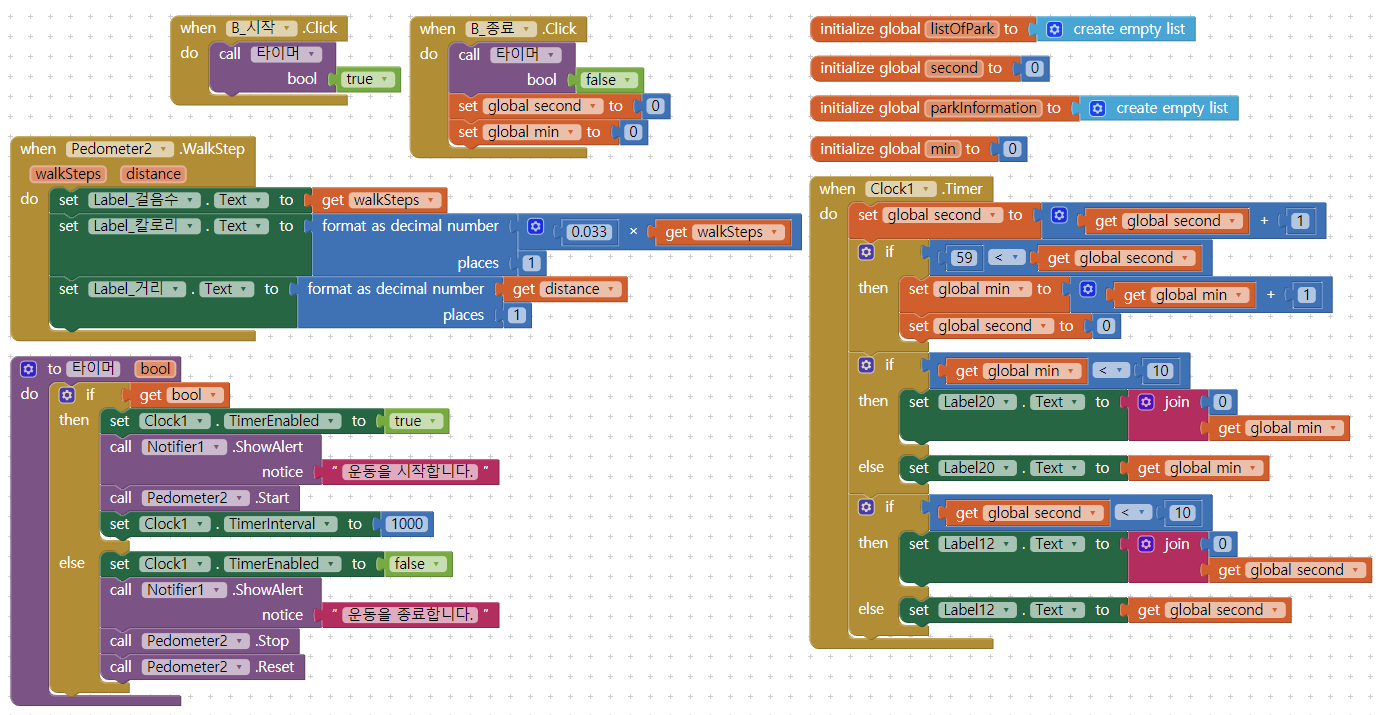 when B_시작 .Click
do call 타이머
bool true
when B_종료 .Click
do call 타이머
bool false
set global second to 0
set global min to 0
when Pedometer2 .WalkStep
walkSteps distance
do set Label_걸음수 . Text to get walkSteps
set Label_칼로리 . Text to format as decimal number 0.033 × get walkSteps
places 1
set Label_거리 . Text to format as decimal number get distance
places 1
to 타이머 bool
do if get bool
then set Clock1 . TimerEnabled to true
call Notifier1 .ShowAlert
notice " 운동을 시작합니다. "
call Pedometer2 .Start
set Clock1 . TimerInterval to 1000
else set Clock1 . TimerEnabled to false
call Notifier1 .ShowAlert
notice " 운동을 종료합니다. "
call Pedometer2 .Stop
call Pedometer2 .Reset
initialize global listOfPark to create empty list
initialize global second to 0
initialize global parkInformation to create empty list
initialize global min to 0
when Clock1 .Timer
do set global second to get global second + 1
if 59 < get global second
then set global min to get global min + 1
set global second to 0
if get global min < 10
then set Label20 . Text to join 0
get global min
else set Label20 . Text to get global min
if get global second < 10
then set Label12 . Text to join 0
get global second
else set Label12 . Text to get global second